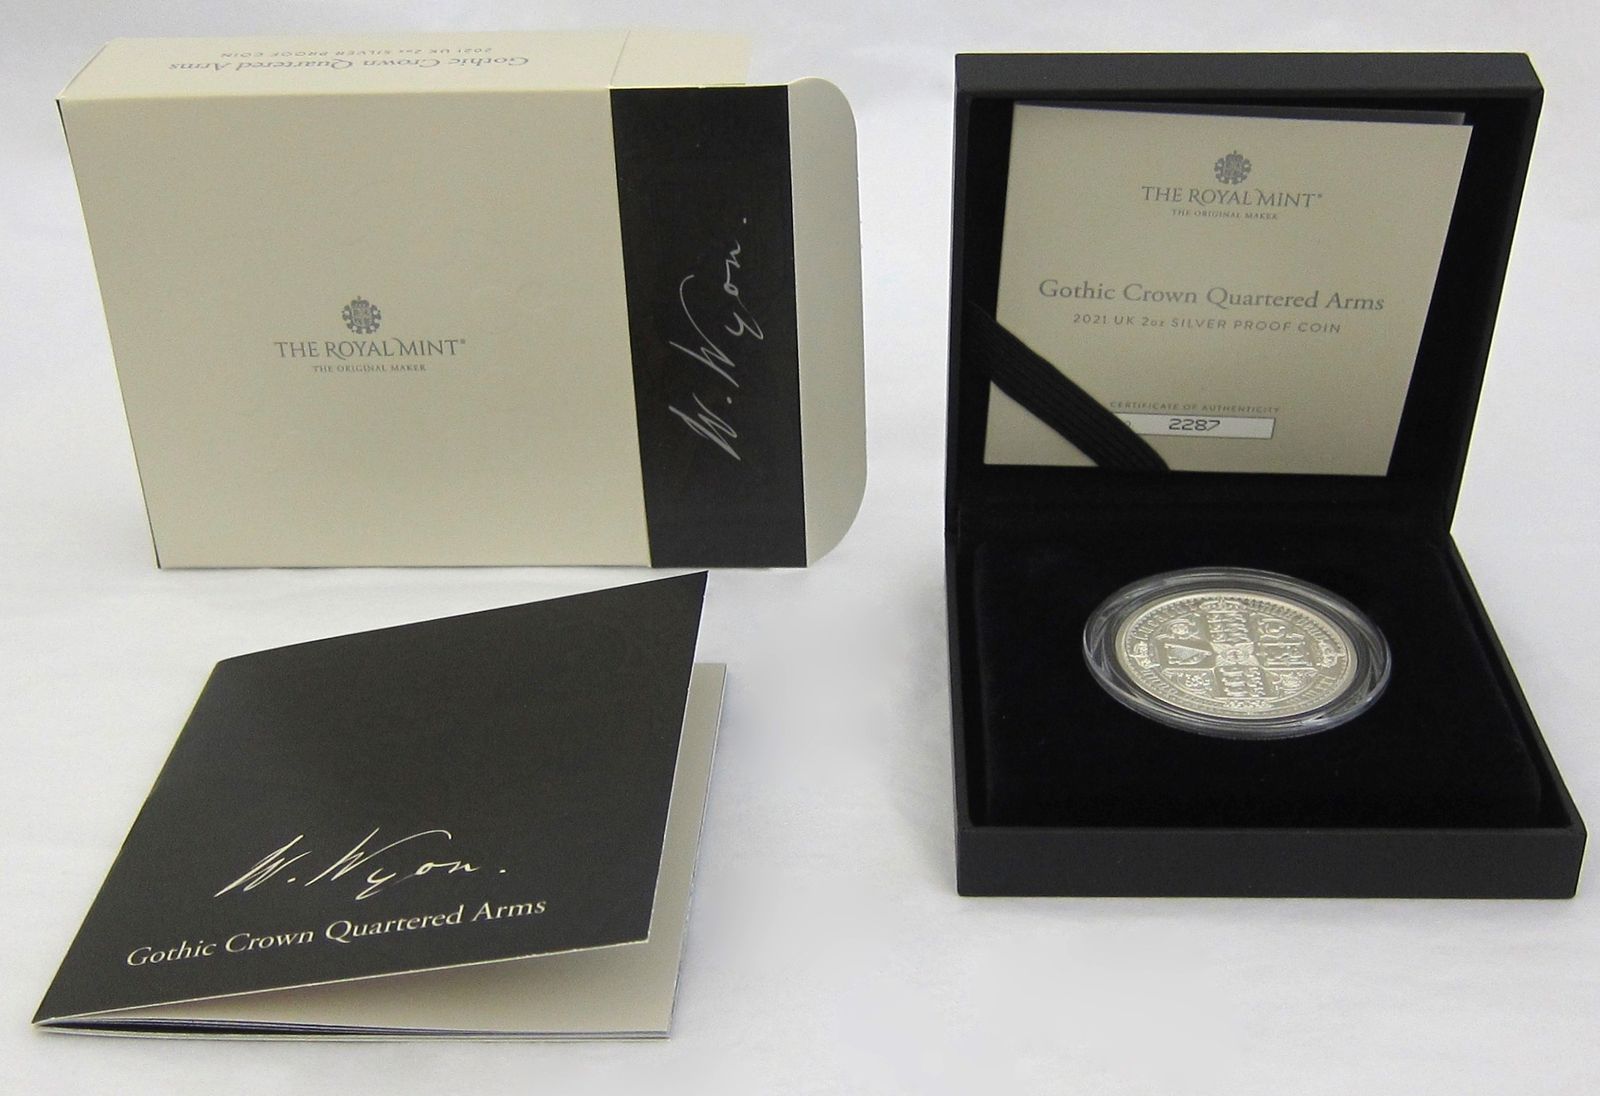 Gothic Crown Quartered Arms
2021 UK 2oz SILVER PROOF COIN
THE ROYAL MINT®
THE ORIGINAL MAKER
W. Wyon.
THE ROYAL MINT®
THE ORIGINAL MAKER
Gothic Crown Quartered Arms
2021 UK 2oz SILVER PROOF COIN
CERTIFICATE OF AUTHENTICITY
2287
W. Wyon.
Gothic Crown Quartered Arms